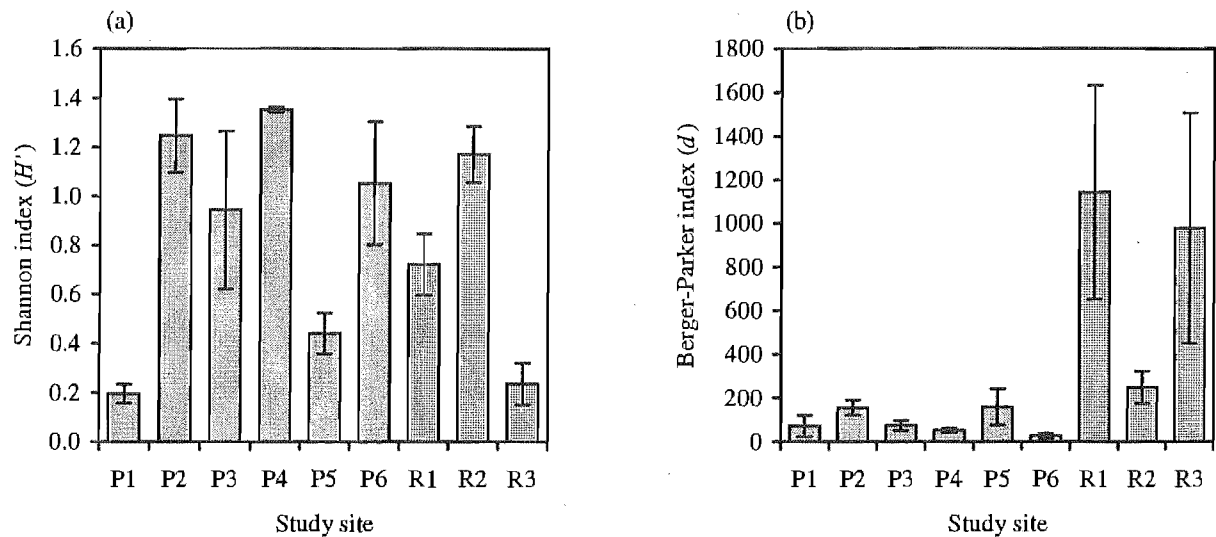 (a)
Shannon index (H')
1.6
1.4
1.2
1.0
0.8
0.6
0.4
0.2
0.0
P1 P2 P3 P4 P5 P6 R1 R2 R3
Study site
(b)
Berger-Parker index (d)
1800
1600
1400
1200
1000
800
600
400
200
0
P1 P2 P3 P4 P5 P6 R1 R2 R3
Study site